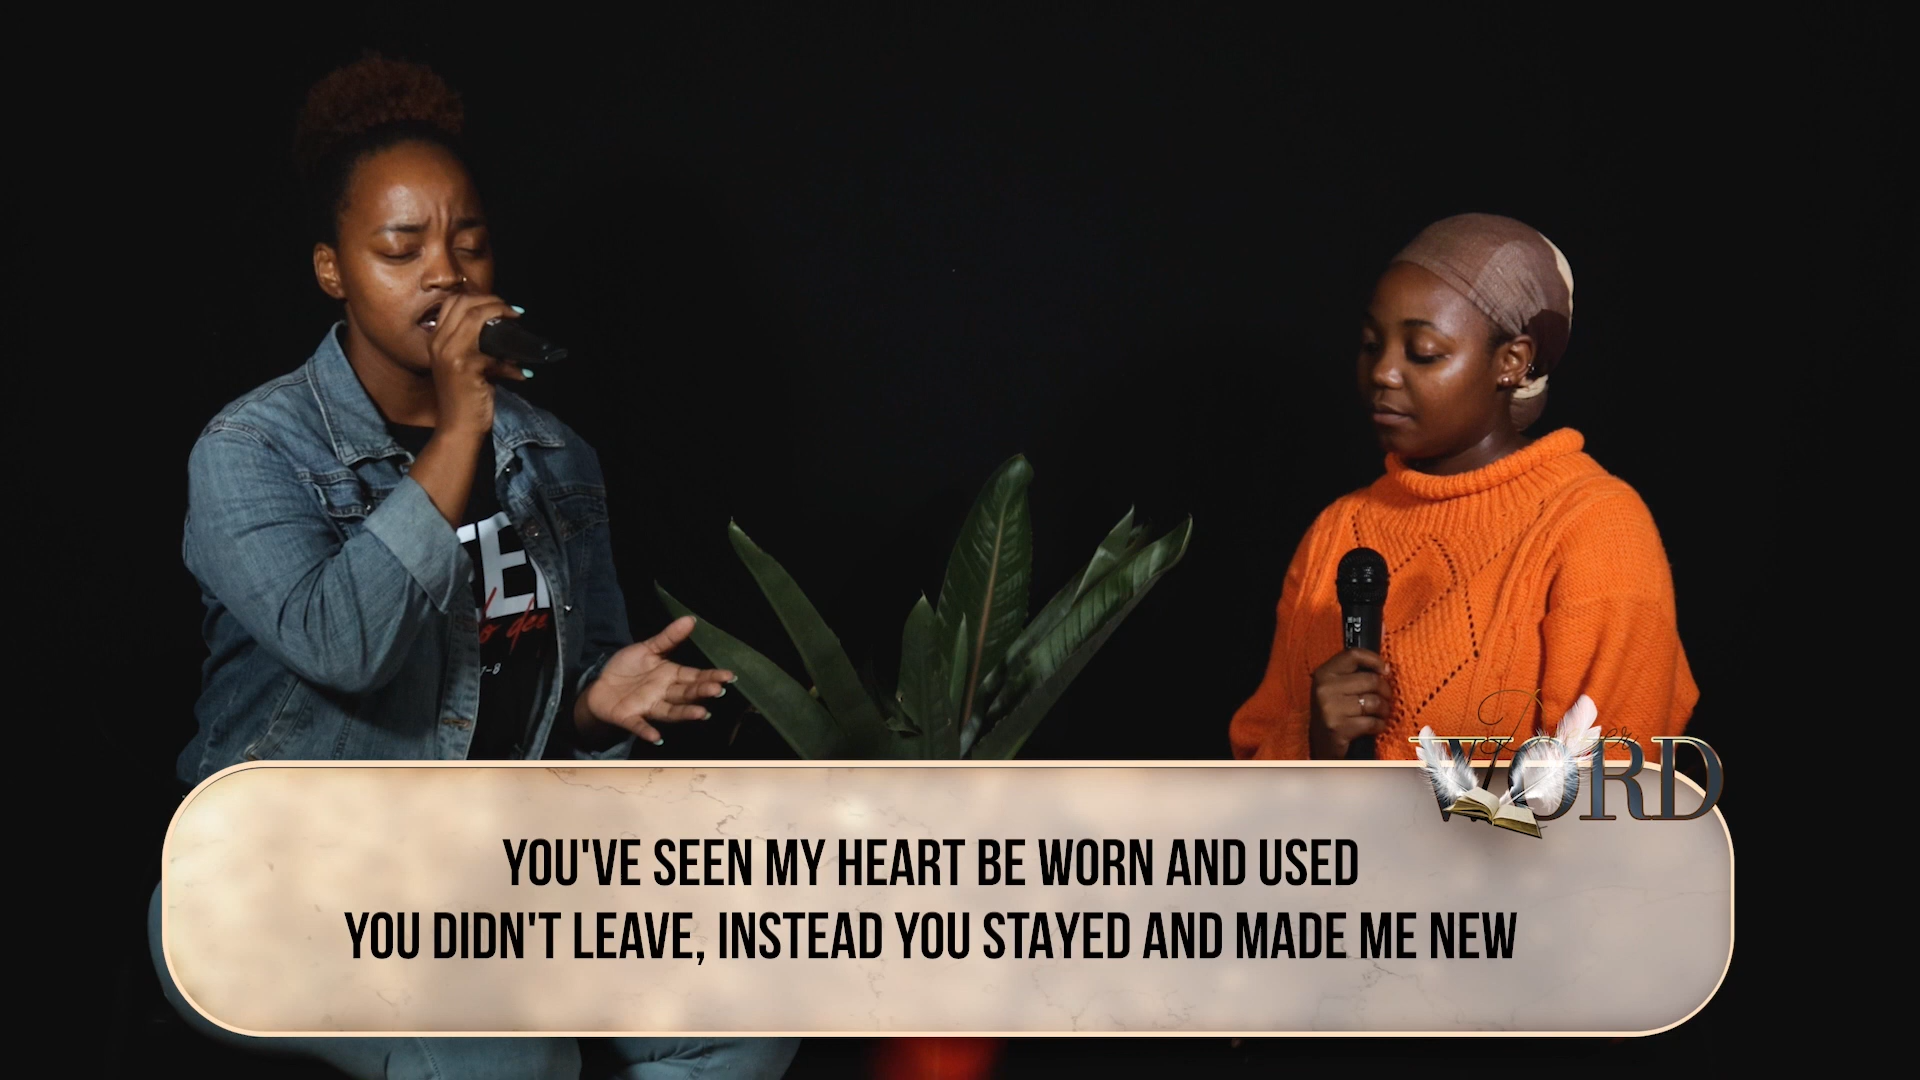 WORD
YOU'VE SEEN MY HEART BE WORN AND USED
YOU DIDN'T LEAVE, INSTEAD YOU STAYED AND MADE ME NEW